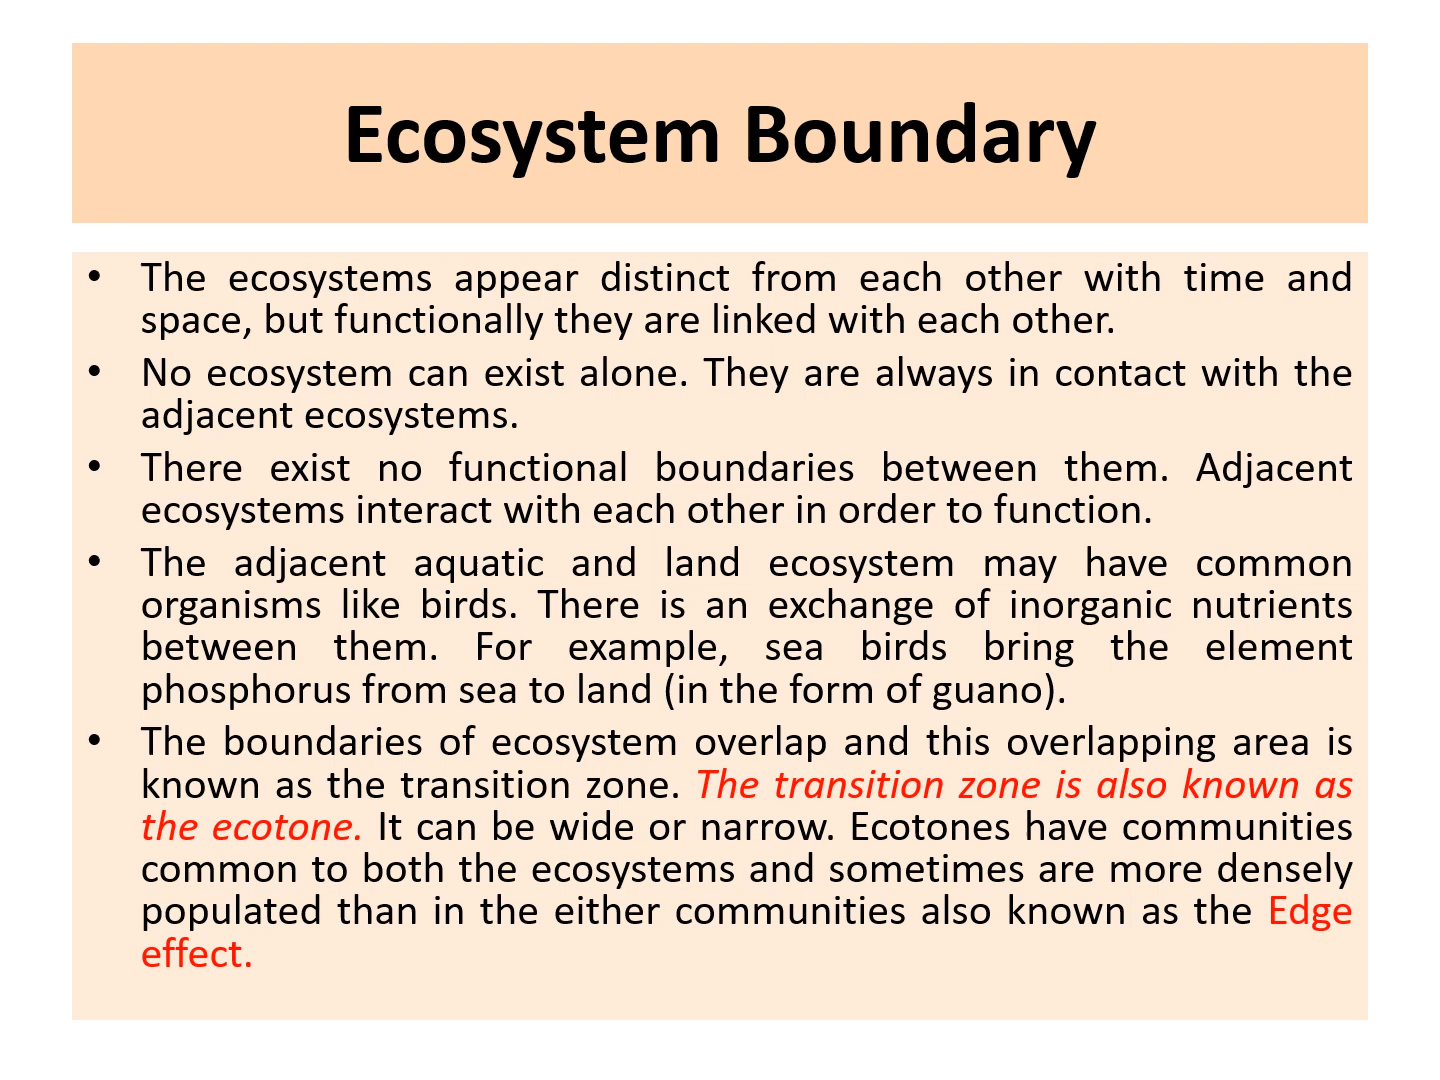 Ecosystem Boundary
• The ecosystems appear distinct from each other with time and
space, but functionally they are linked with each other.
• No ecosystem can exist alone. They are always in contact with the
adjacent ecosystems.
• There exist no functional boundaries between them. Adjacent
ecosystems interact with each other in order to function.
• The adjacent aquatic and land ecosystem may have common
organisms like birds. There is an exchange of inorganic nutrients
between them. For example, sea birds bring the element
phosphorus from sea to land (in the form of guano).
• The boundaries of ecosystem overlap and this overlapping area is
known as the transition zone. The transition zone is also known as
the ecotone. It can be wide or narrow. Ecotones have communities
common to both the ecosystems and sometimes are more densely
populated than in the either communities also known as the Edge
effect.